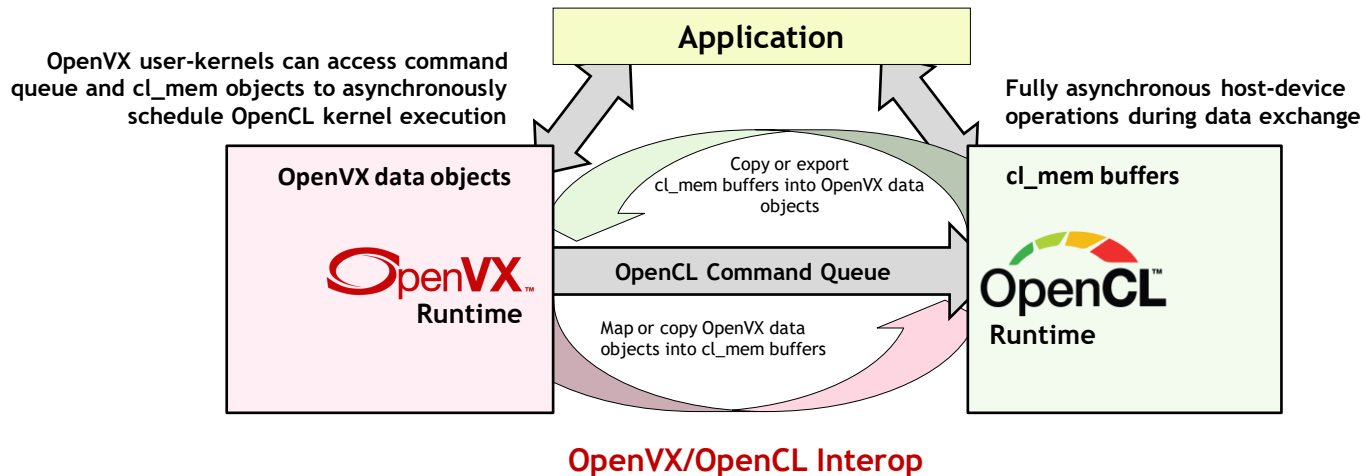 Application
OpenVX user-kernels can access command
queue and cl_mem objects to asynchronously
schedule OpenCL kernel execution
Fully asynchronous host-device
operations during data exchange
OpenVX data objects
OpenVX™
Runtime
Copy or export
cl_mem buffers into OpenVX data
objects
OpenCL Command Queue
Map or copy OpenVX data
objects into cl_mem buffers
cl_mem buffers
OpenCL™
Runtime
OpenVX/OpenCL Interop